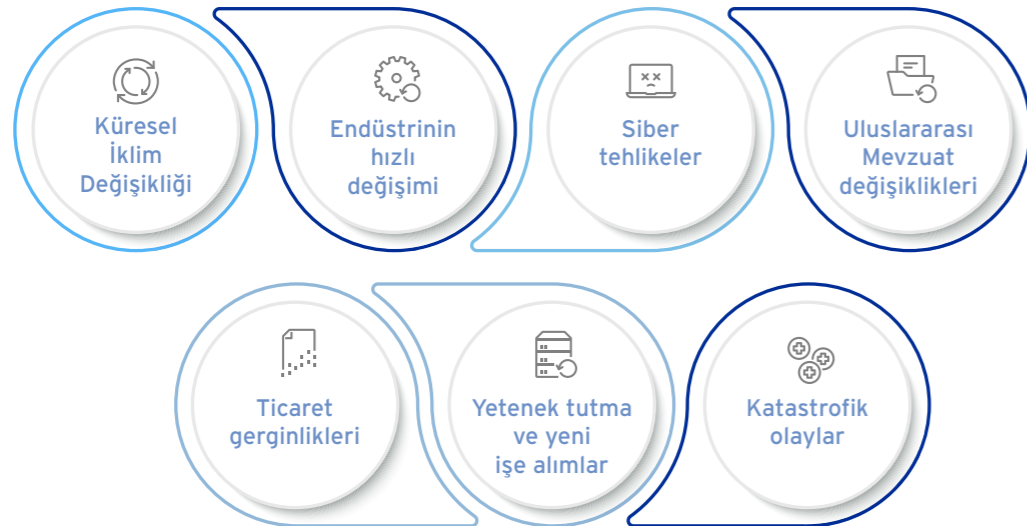 Küresel
İklim
Değişikliği
Endüstrinin
hızlı
değişimi
Siber
tehlikeler
Uluslararası
Mevzuat
değişiklikleri
Ticaret
gerginlikleri
Yetenek tutma
ve yeni
işe alımlar
Katastrofik
olaylar